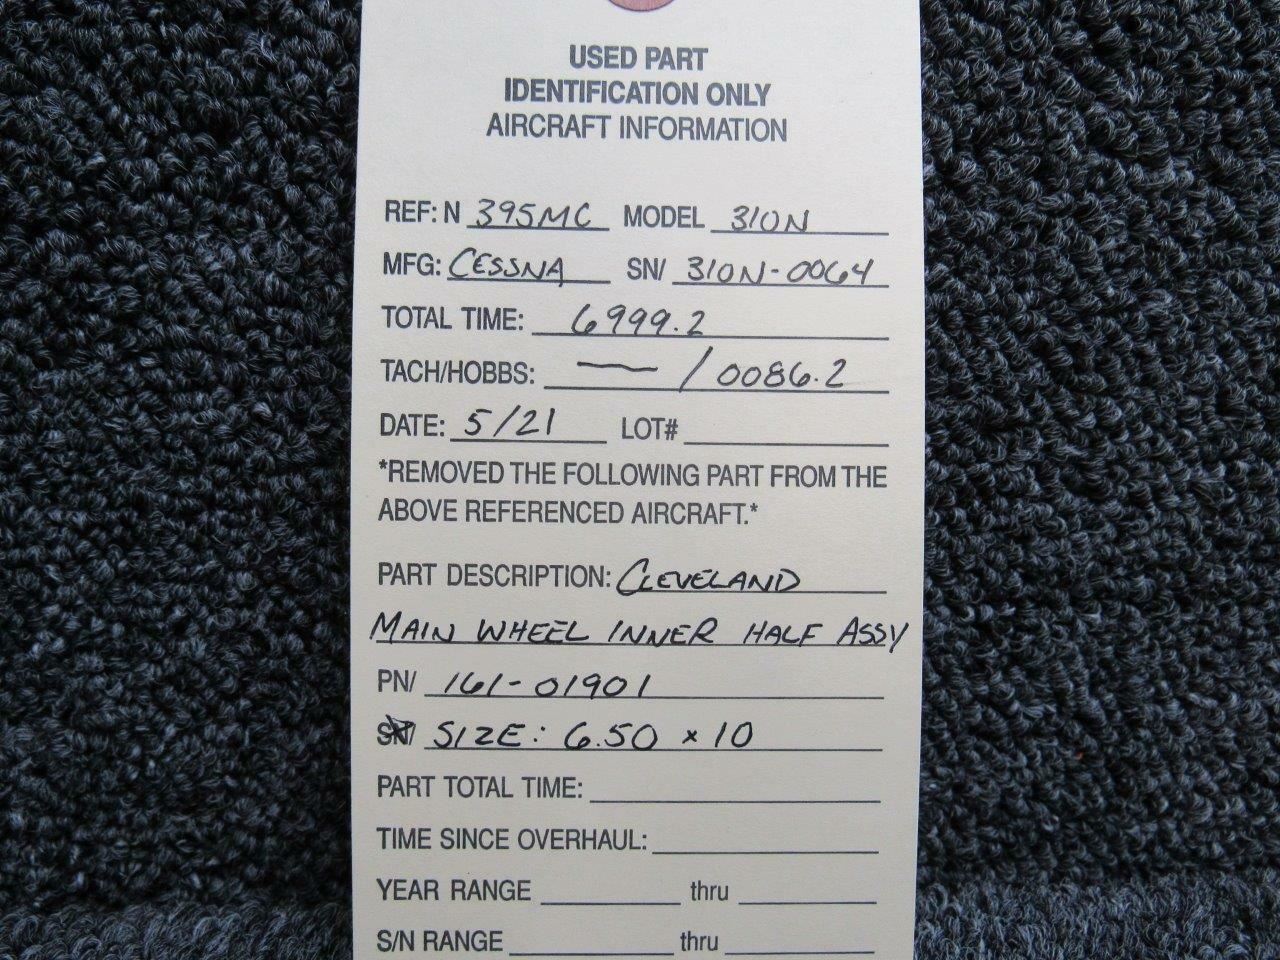 USED PART
IDENTIFICATION ONLY
AIRCRAFT INFORMATION
REF: N 395MC MODEL 310N
MFG: CESSNA SN/ 310N-0064
TOTAL TIME: 6999.2
TACH/HOBBS: — / 0086.2
DATE: 5/21 LOT#
*REMOVED THE FOLLOWING PART FROM THE
ABOVE REFERENCED AIRCRAFT.*
PART DESCRIPTION: CLEVELAND
MAIN WHEEL INNER HALF ASSY
PN/ 161-01901
SN/ SIZE: 6.50 x 10
PART TOTAL TIME:
TIME SINCE OVERHAUL:
YEAR RANGE thru
S/N RANGE thru